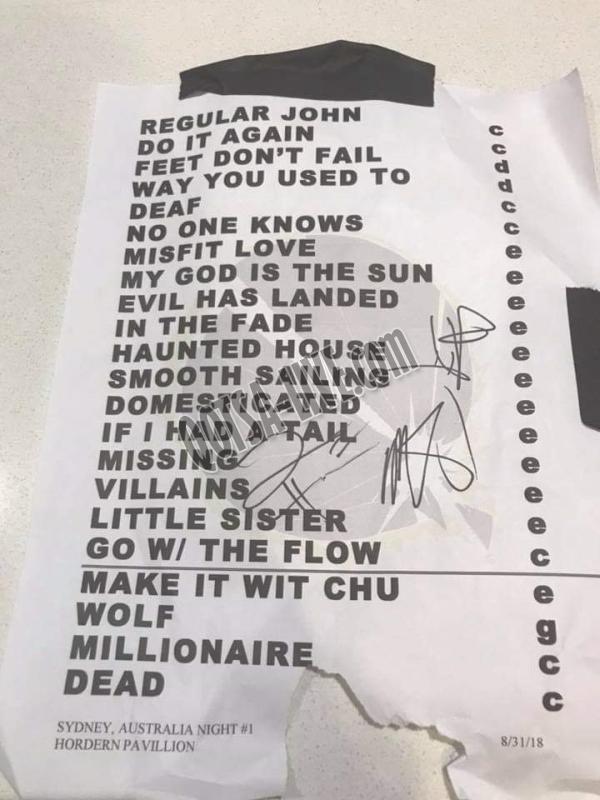 REGULAR JOHN c
DO IT AGAIN c
FEET DON'T FAIL d
WAY YOU USED TO d
DEAF c
NO ONE KNOWS c
MISFIT LOVE e
MY GOD IS THE SUN e
EVIL HAS LANDED e
IN THE FADE e
HAUNTED HOUSE e
SMOOTH SAILING e
DOMESTICATED e
IF I HAD A TAIL e
MISSING e
VILLAINS e
LITTLE SISTER e
GO W/ THE FLOW c
MAKE IT WIT CHU e
WOLF g
MILLIONAIRE c
DEAD c
SYDNEY, AUSTRALIA NIGHT #1
HORDERN PAVILLION 8/31/18
QOTSA-LIVE.com